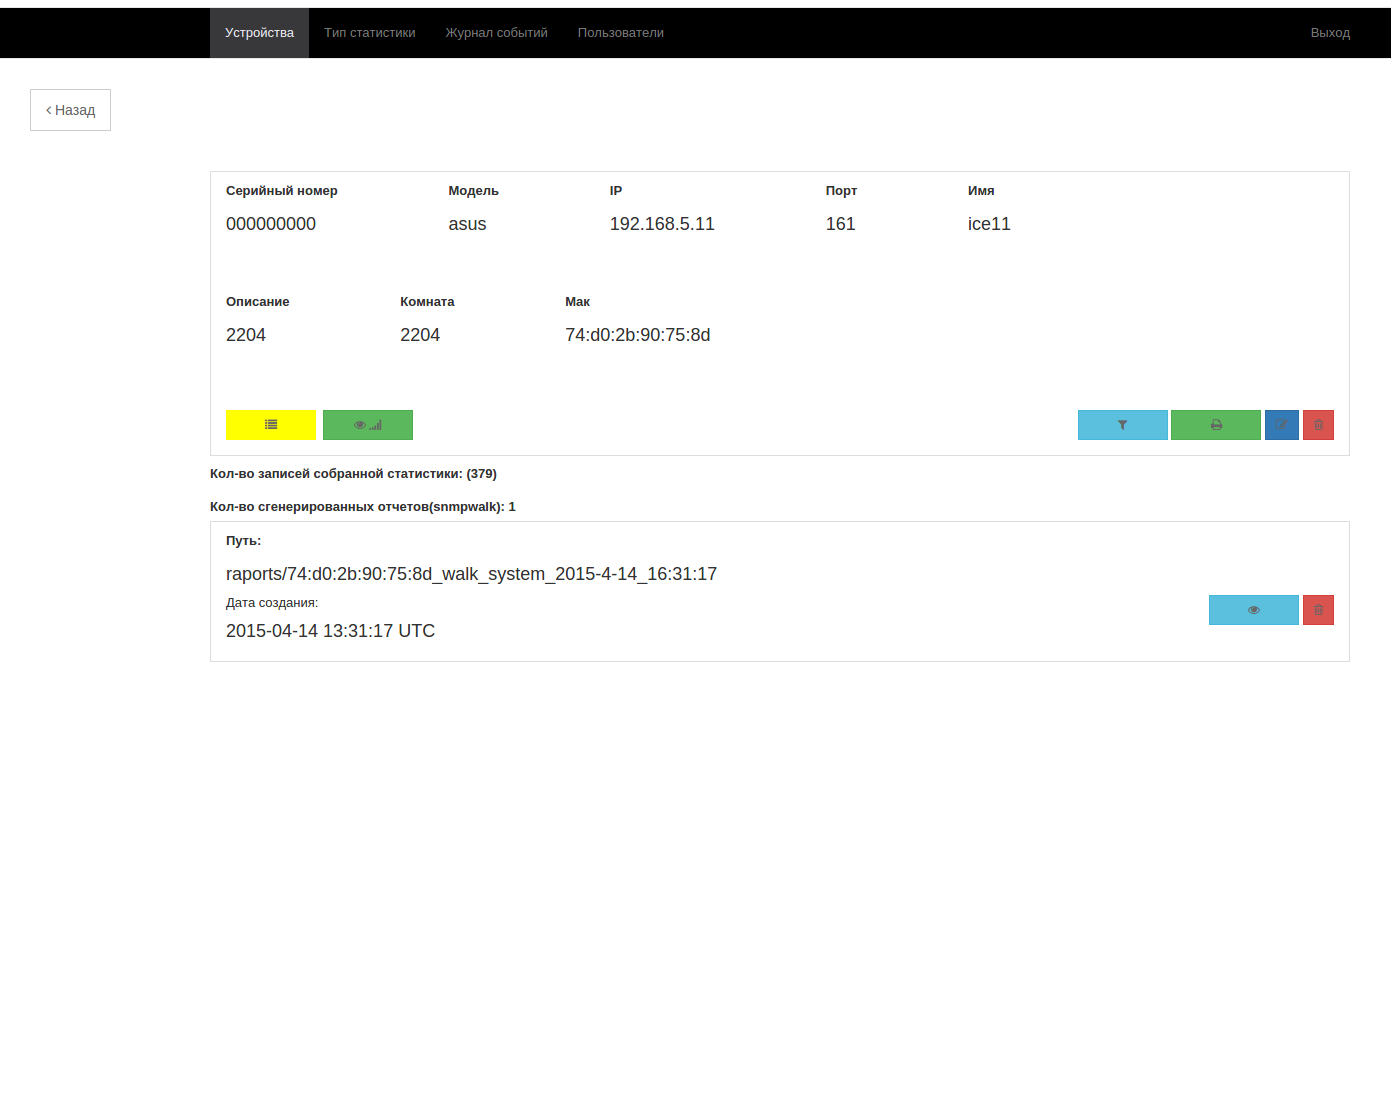 Устройства Тип статистики Журнал событий Пользователи Выход
Назад
Серийный номер Модель IP Порт Имя
000000000 asus 192.168.5.11 161 ice11
Описание Комната Мак
2204 2204 74:d0:2b:90:75:8d
Кол-во записей собранной статистики: (379)
Кол-во сгенерированных отчетов(snmpwalk): 1
Путь:
raports/74:d0:2b:90:75:8d_walk_system_2015-4-14_16:31:17
Дата создания:
2015-04-14 13:31:17 UTC